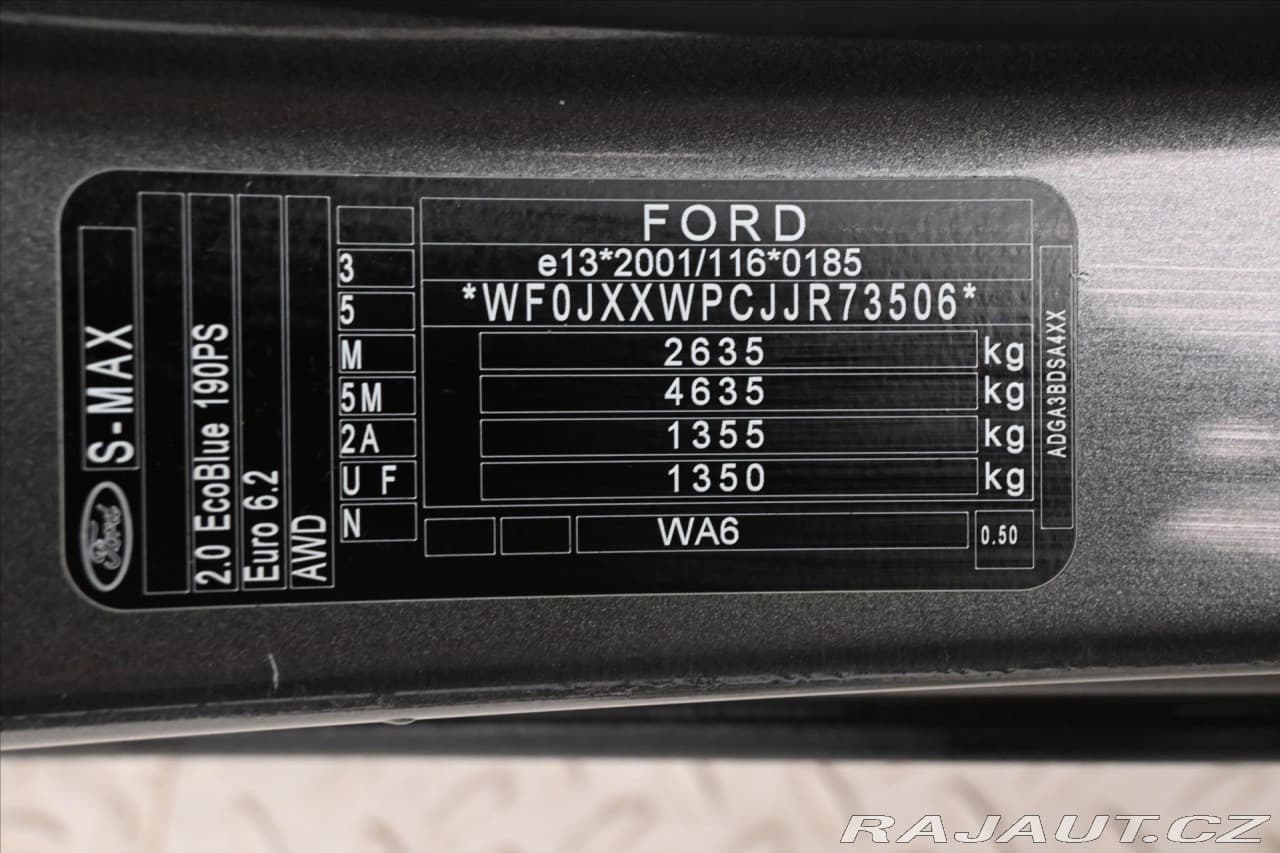 FORD
e13*2001/116*0185
*WF0JXXWPCJJR73506*
2635 kg
4635 kg
1355 kg
1350 kg
WA6
0.50
3
5
M
5M
2A
U F
N
S-MAX
Ford
2.0 EcoBlue 190PS
Euro 6.2
AWD
ADGA3BDSA4XX
RAJAUT.CZ